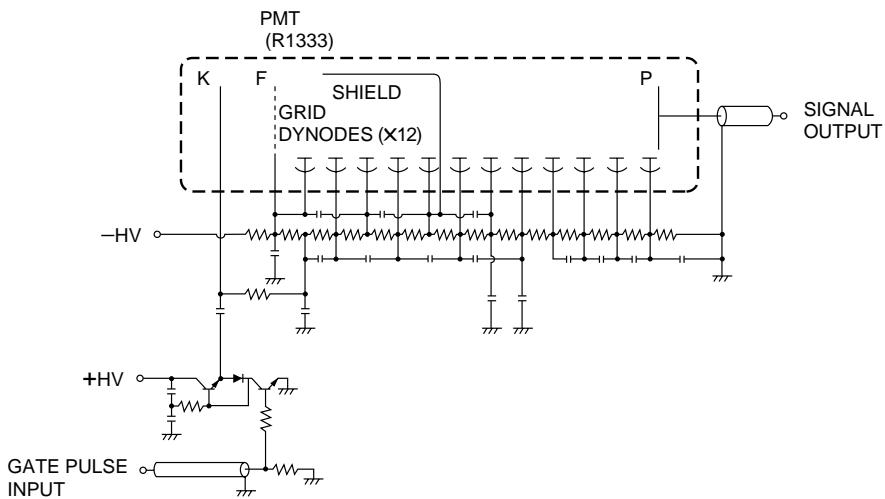 PMT
(R1333)
K
F
P
SHIELD
GRID
DYNODES (×12)
SIGNAL
OUTPUT
−HV
+HV
GATE PULSE
INPUT